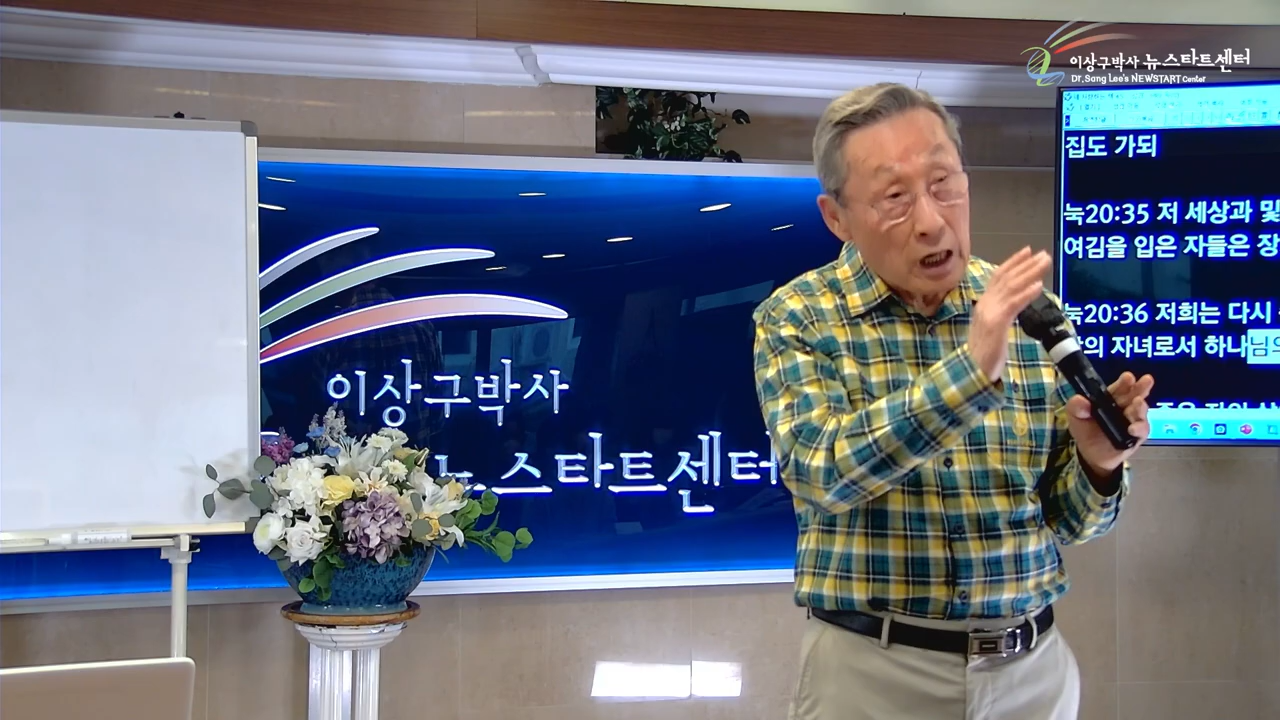 이상구박사 뉴스타트센터
Dr. Sang Lee's NEWSTART Center
집도 가되
눅20:35 저 세상과 및
여김을 입은 자들은 장
눅20:36 저희는 다시
의 자녀로서 하나님의
이상구박사
뉴스타트센터